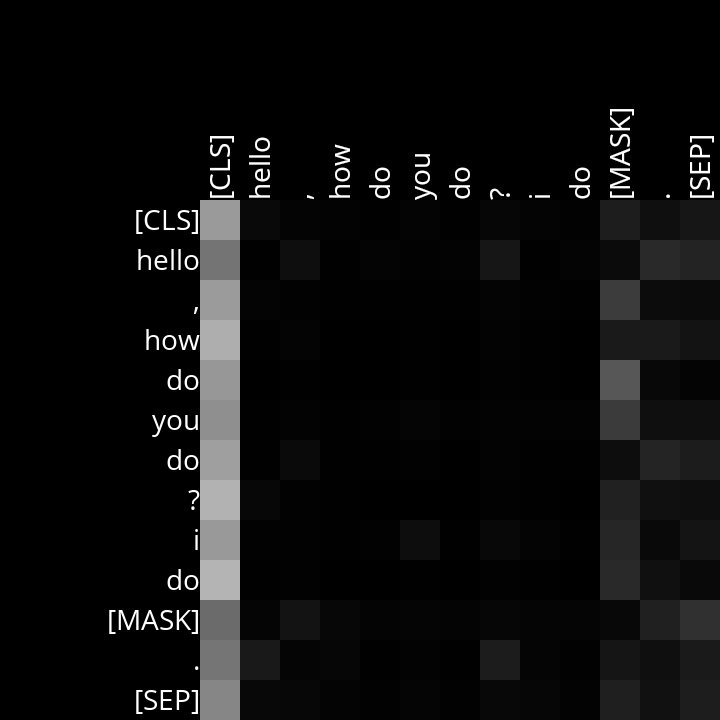 [CLS] hello , how do you do ? i do [MASK] . [SEP]
[CLS]
hello
,
how
do
you
do
?
i
do
[MASK]
.
[SEP]